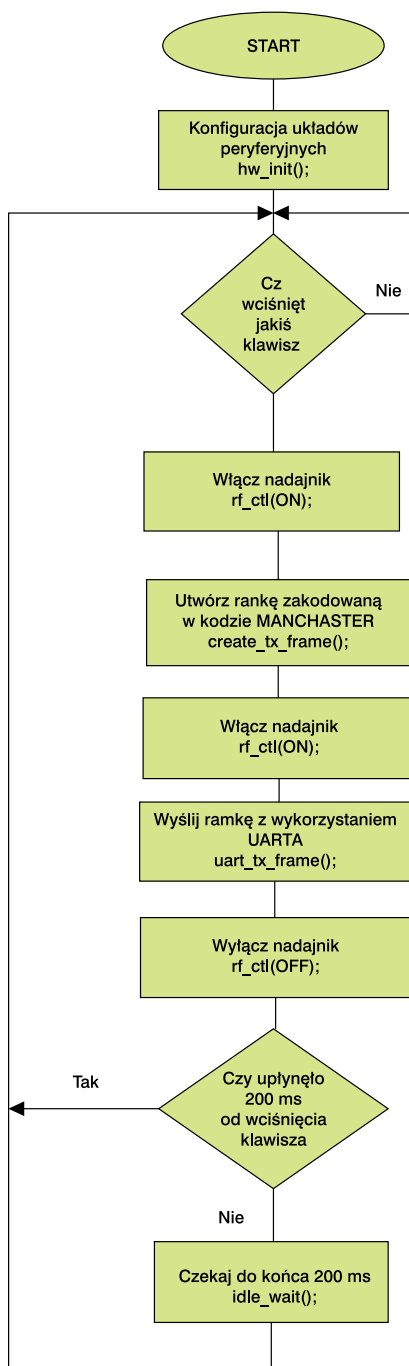 START
Konfiguracja układów
peryferyjnych
hw_init();
Cz
wciśnięt
jakiś
klawisz
Nie
Włącz nadajnik
rf_ctl(ON);
Utwórz rankę zakodowaną
w kodzie MANCHASTER
create_tx_frame();
Włącz nadajnik
rf_ctl(ON);
Wyślij ramkę z wykorzystaniem
UARTA
uart_tx_frame();
Wyłącz nadajnik
rf_ctl(OFF);
Czy upłynęło
200 ms
od wciśnięcia
klawisza
Tak
Nie
Czekaj do końca 200 ms
idle_wait();